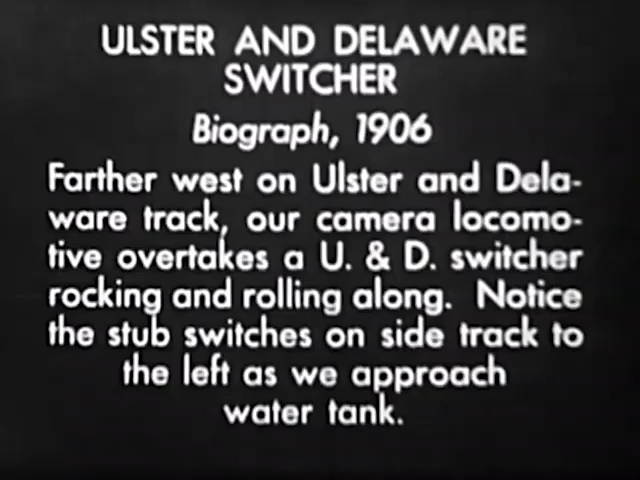 ULSTER AND DELAWARE
SWITCHER
Biograph, 1906
Farther west on Ulster and Dela-
ware track, our camera locomo-
tive overtakes a U. & D. switcher
rocking and rolling along. Notice
the stub switches on side track to
the left as we approach
water tank.